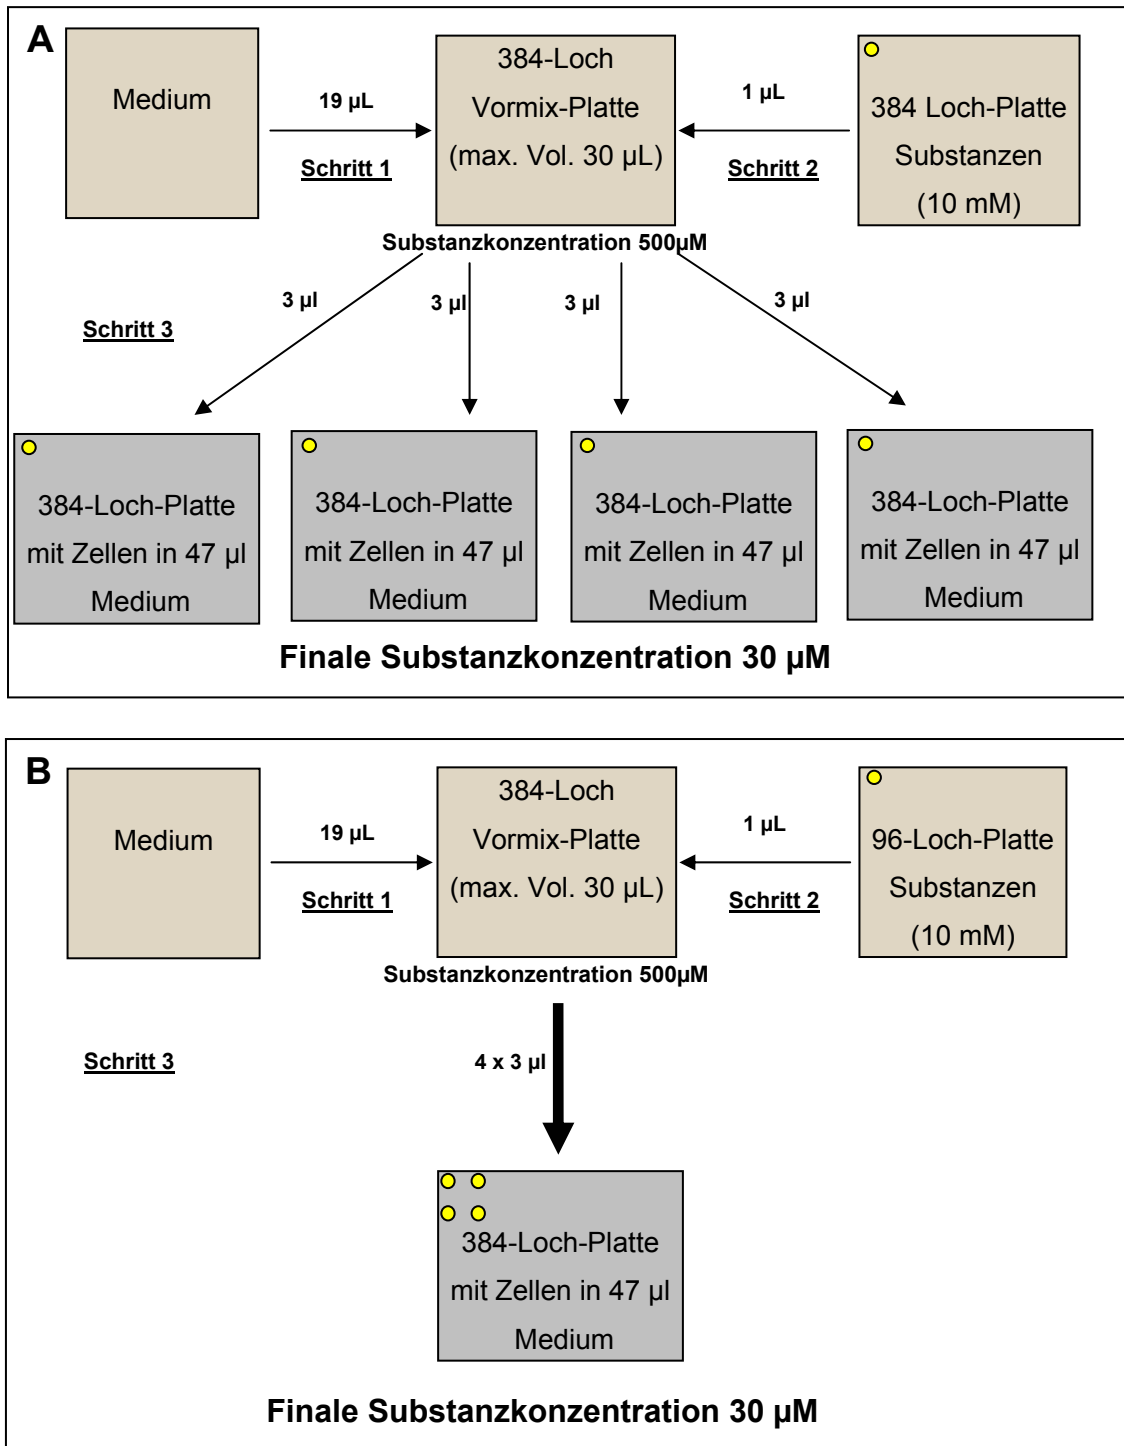 A
Medium
19 µL
Schritt 1
384-Loch
Vormix-Platte
(max. Vol. 30 µL)
1 µL
Schritt 2
384 Loch-Platte
Substanzen
(10 mM)
Substanzkonzentration 500µM
Schritt 3
3 µl
3 µl
3 µl
3 µl
384-Loch-Platte
mit Zellen in 47 µl
Medium
384-Loch-Platte
mit Zellen in 47 µl
Medium
384-Loch-Platte
mit Zellen in 47 µl
Medium
384-Loch-Platte
mit Zellen in 47 µl
Medium
Finale Substanzkonzentration 30 µM
B
Medium
19 µL
Schritt 1
384-Loch
Vormix-Platte
(max. Vol. 30 µL)
1 µL
Schritt 2
96-Loch-Platte
Substanzen
(10 mM)
Substanzkonzentration 500µM
Schritt 3
4 x 3 µl
384-Loch-Platte
mit Zellen in 47 µl
Medium
Finale Substanzkonzentration 30 µM